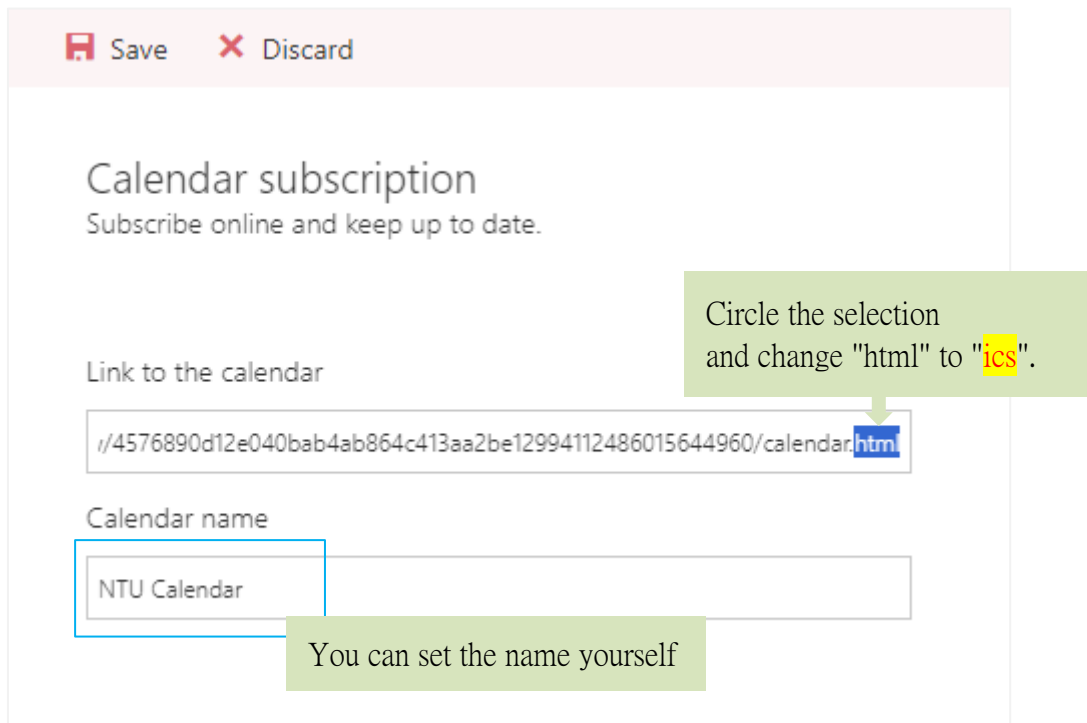 Save Discard
Calendar subscription
Subscribe online and keep up to date.
Circle the selection
and change "html" to "ics".
Link to the calendar
/4576890d12e040bab4ab864c413aa2be12994112486015644960/calendar.html
Calendar name
NTU Calendar
You can set the name yourself